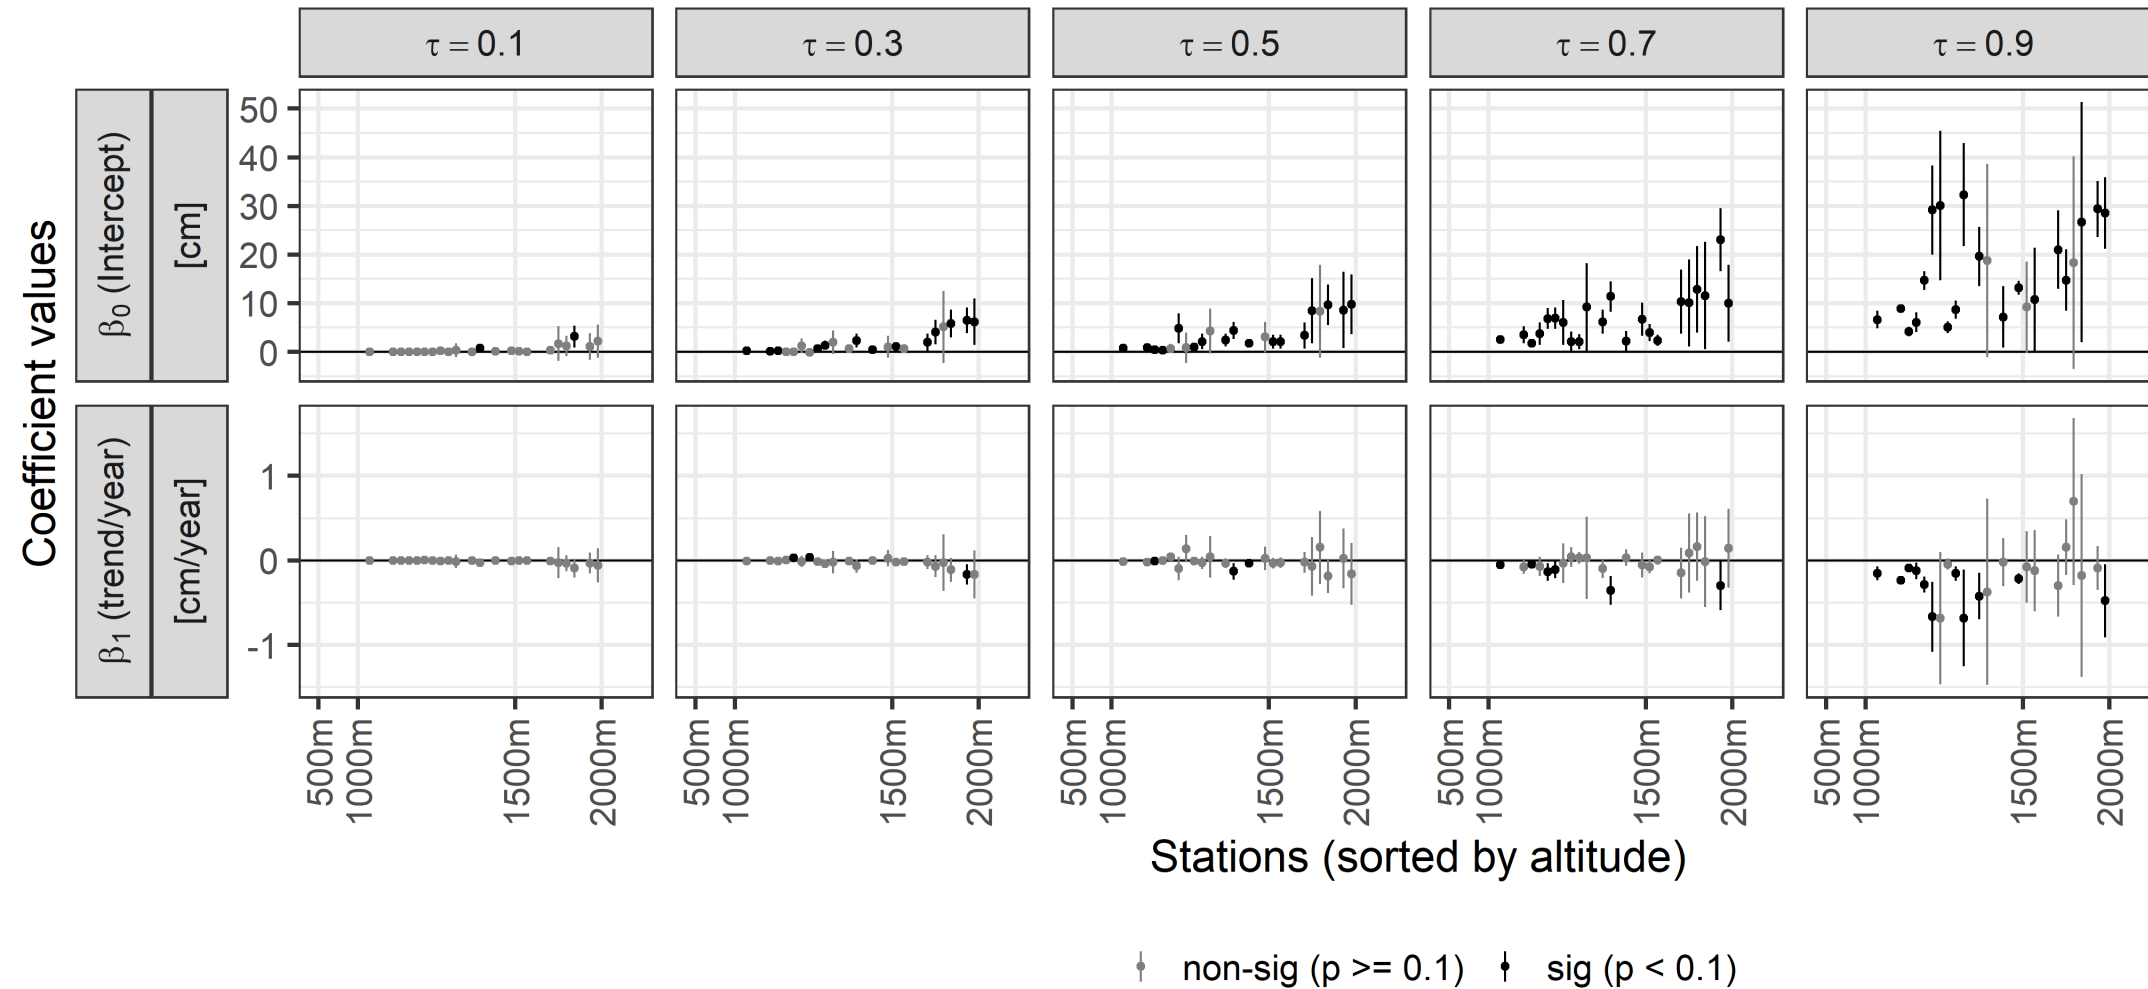 τ = 0.1
τ = 0.3
τ = 0.5
τ = 0.7
τ = 0.9
Coefficient values
β0 (Intercept)
[cm]
50
40
30
20
10
0
β1 (trend/year)
[cm/year]
1
0
-1
500m
1000m
1500m
2000m
500m
1000m
1500m
2000m
500m
1000m
1500m
2000m
500m
1000m
1500m
2000m
500m
1000m
1500m
2000m
Stations (sorted by altitude)
non-sig (p >= 0.1)
sig (p < 0.1)